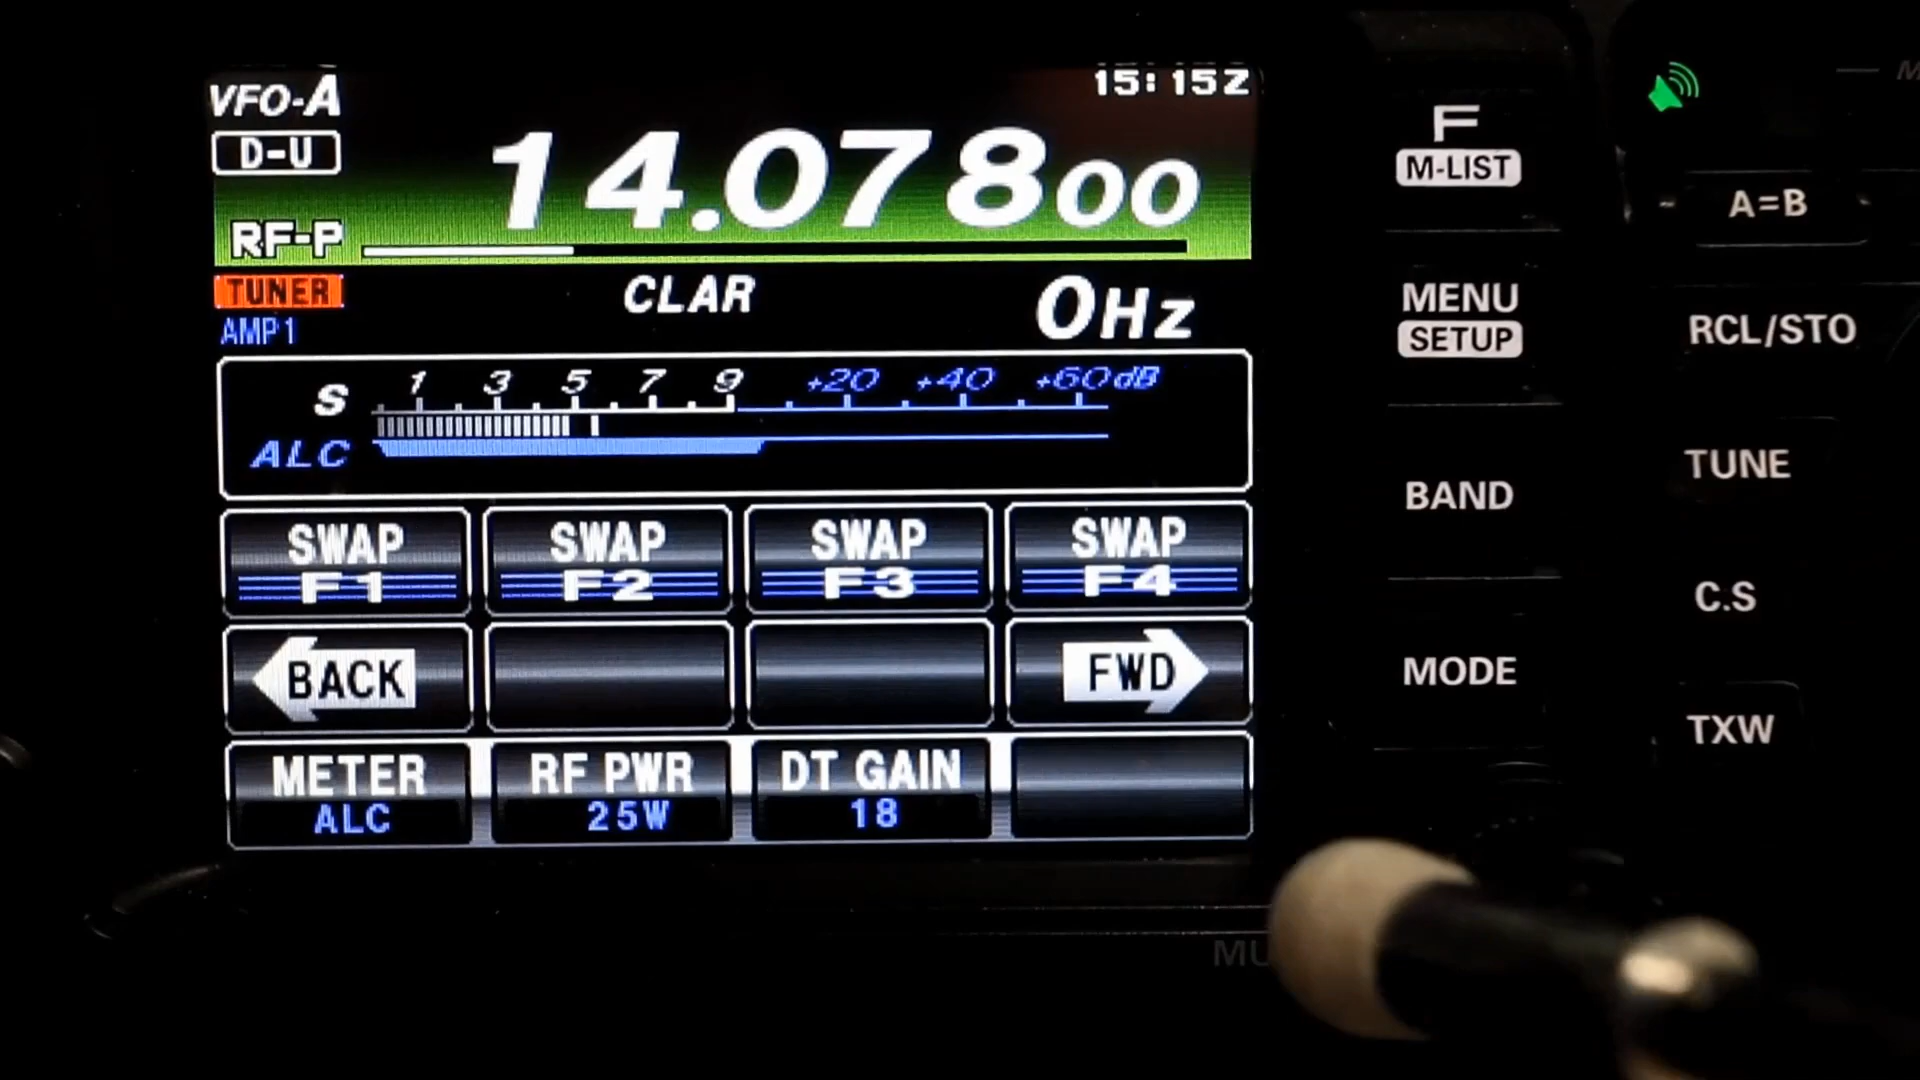 VFO-A
15:15Z
D-U
14.07800
RF-P
TUNER
CLAR
0Hz
AMP1
S 1 3 5 7 9 +20 +40 +60dB
ALC
SWAP F1
SWAP F2
SWAP F3
SWAP F4
BACK
FWD
METER
ALC
RF PWR
25W
DT GAIN
18
F
M-LIST
MENU
SETUP
BAND
MODE
A=B
RCL/STO
TUNE
C.S
TXW